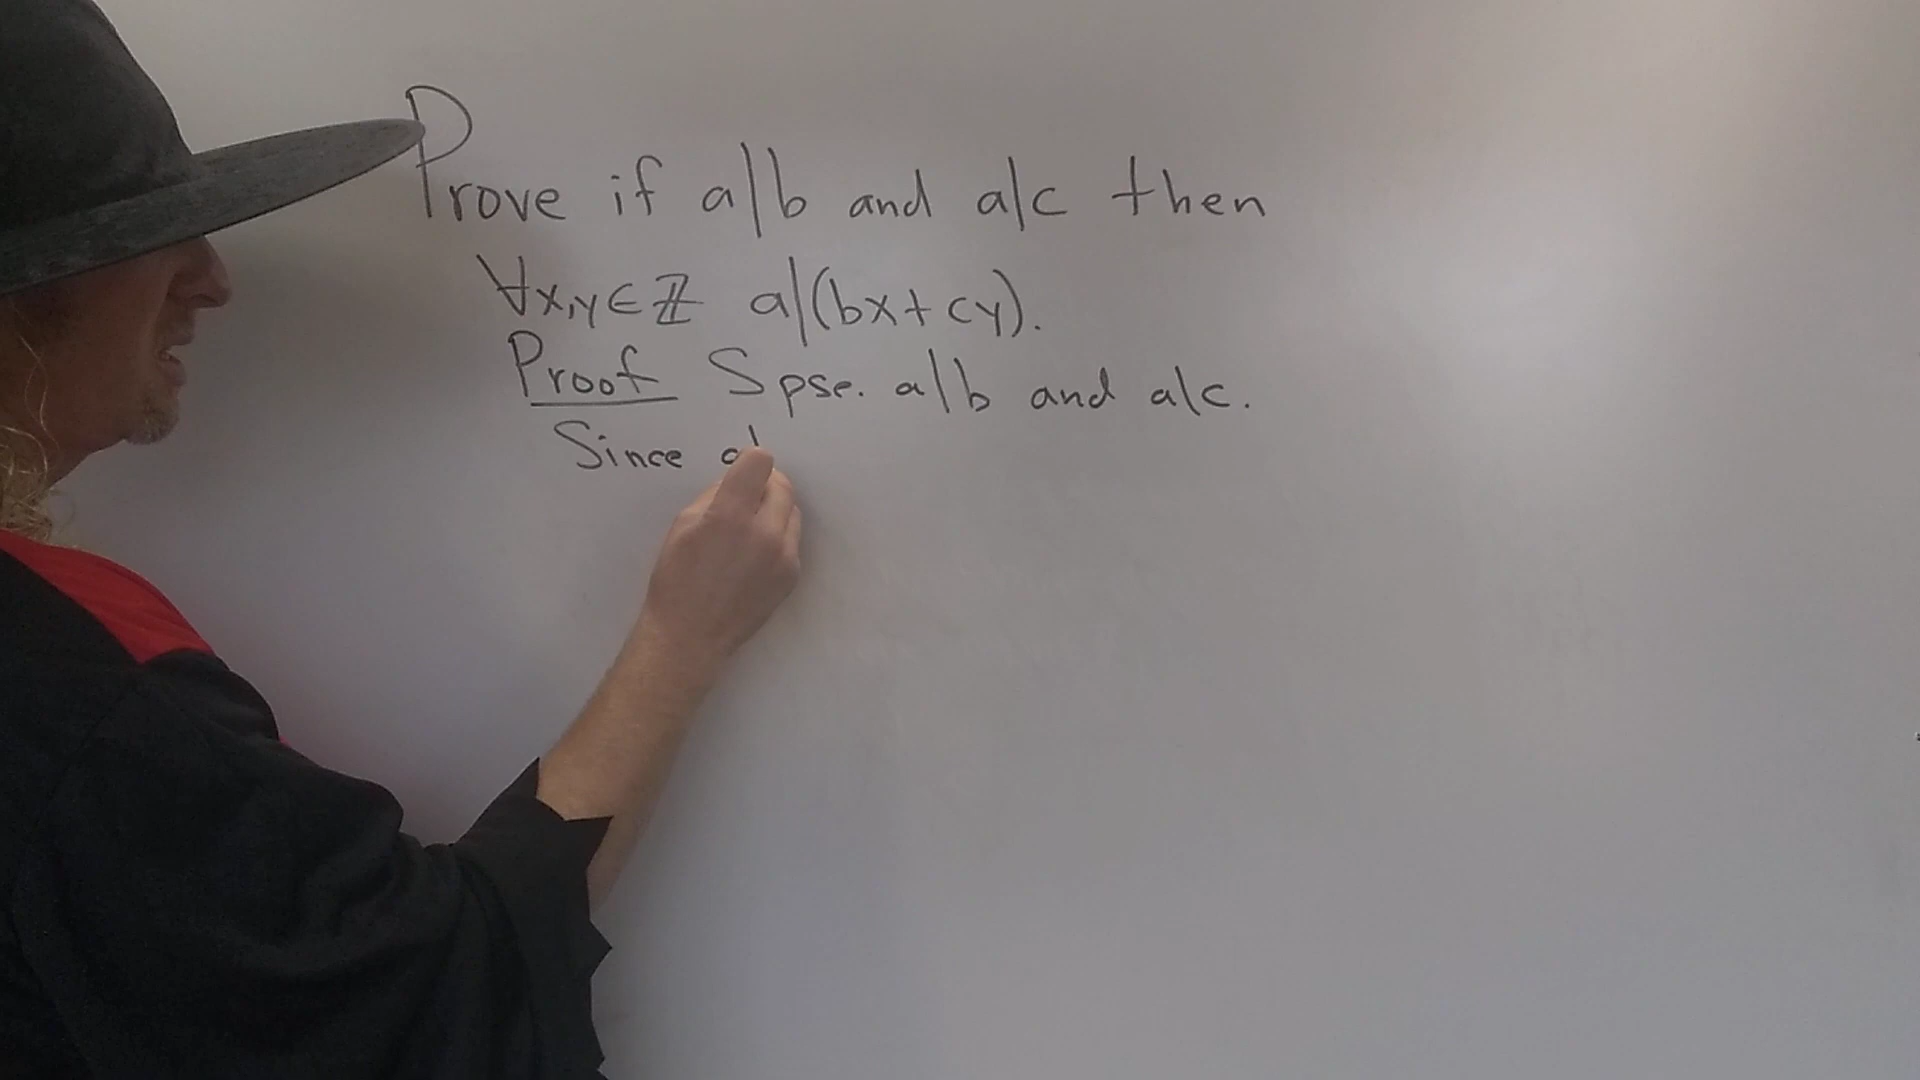 Prove if a|b and a|c then
∀x,y∈ℤ a|(bx+cy).
Proof Spse. a|b and a|c.
Since a|